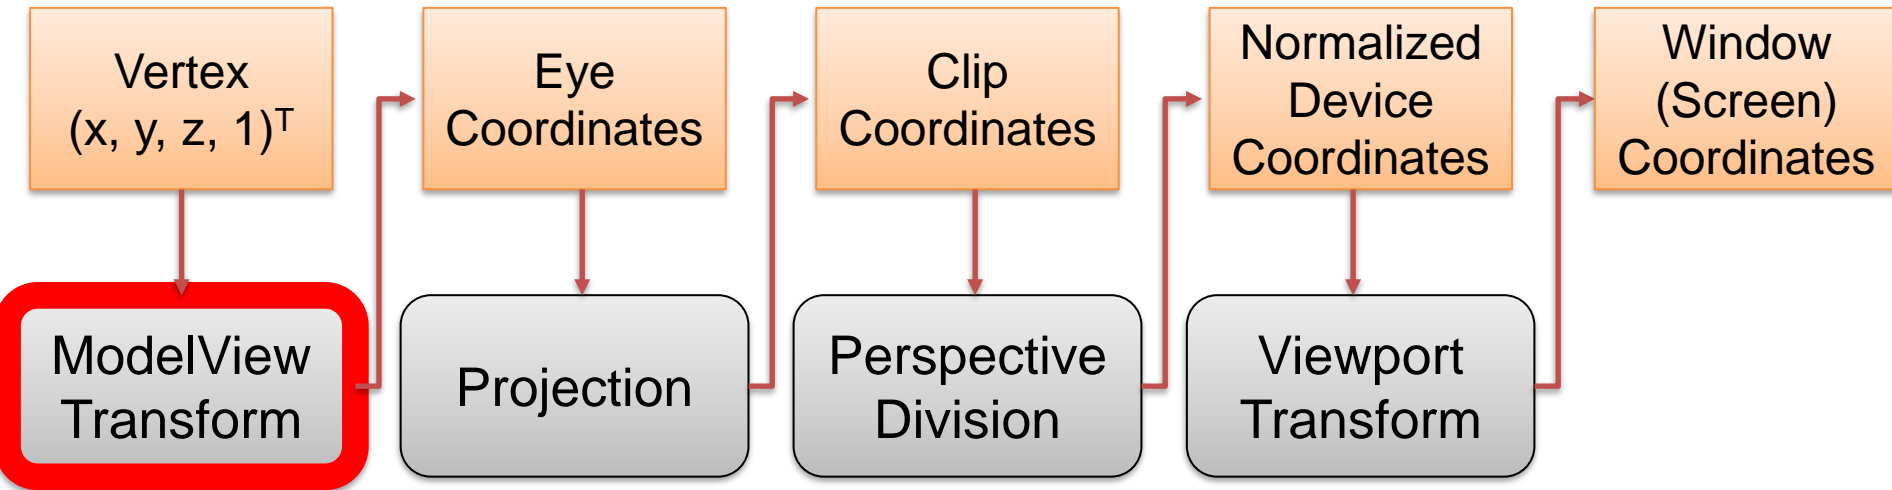 Vertex
(x, y, z, 1)ᵀ
Eye
Coordinates
Clip
Coordinates
Normalized
Device
Coordinates
Window
(Screen)
Coordinates
ModelView
Transform
Projection
Perspective
Division
Viewport
Transform